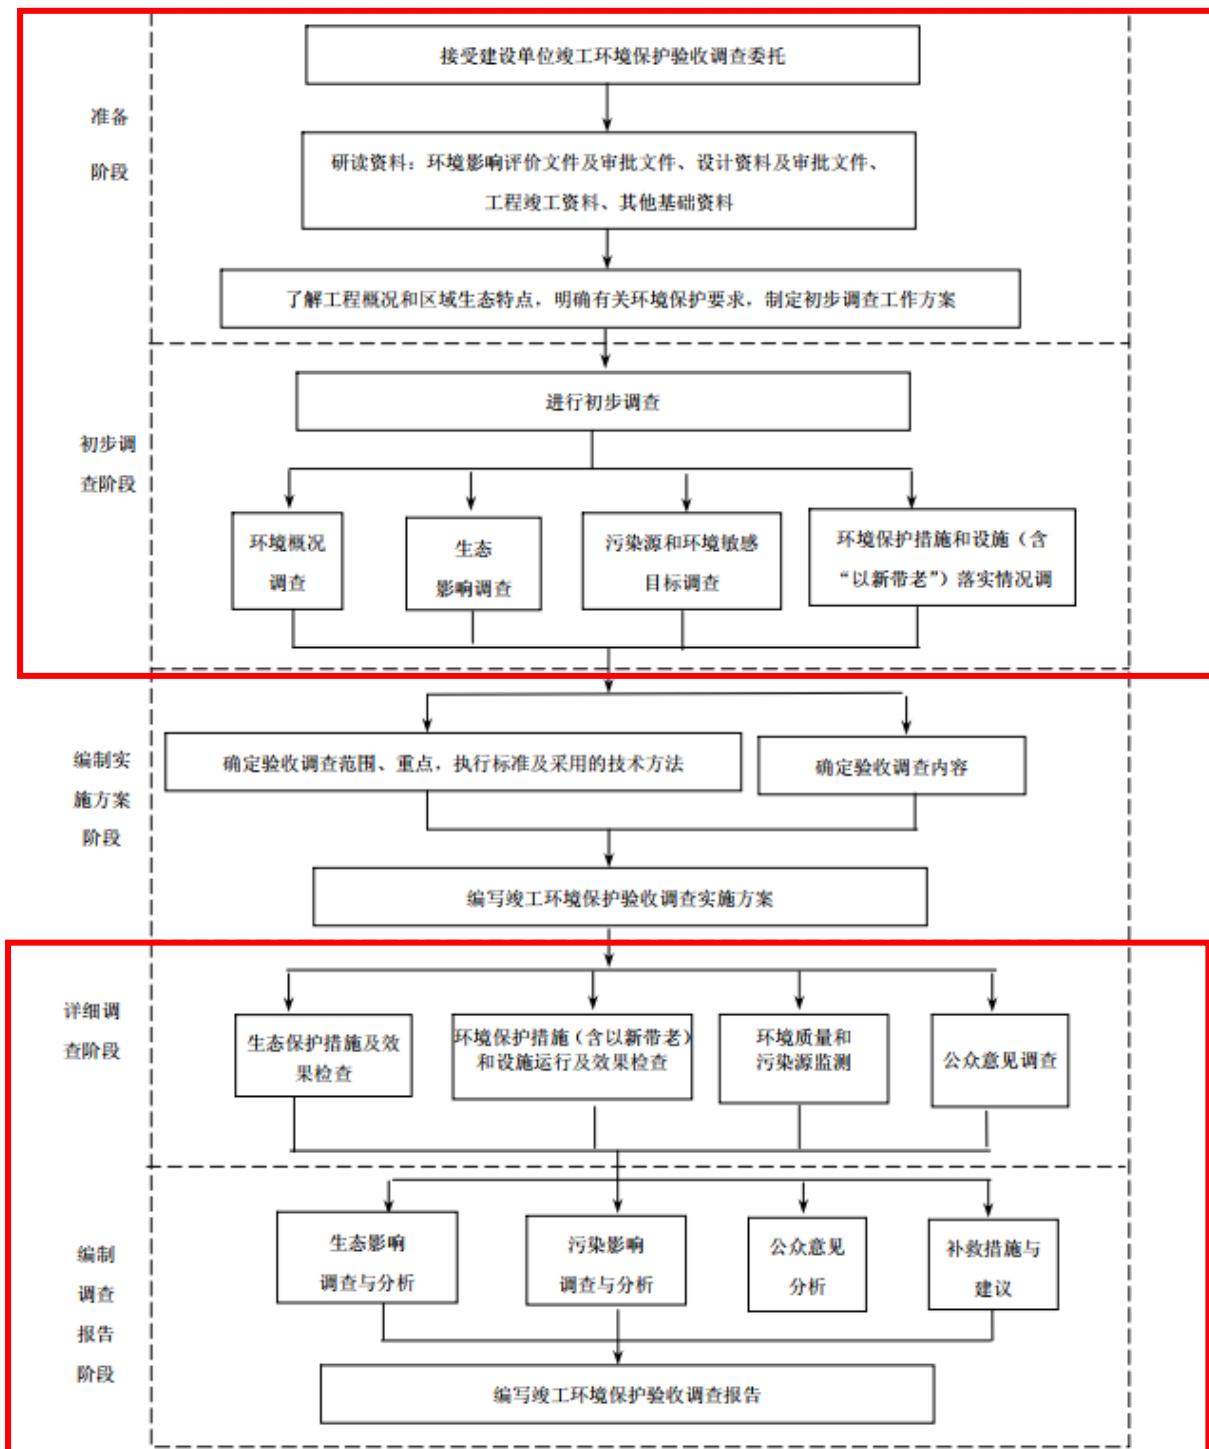 接受建设单位竣工环境保护验收调查委托
准备
阶段
研读资料：环境影响评价文件及审批文件、设计资料及审批文件、
工程竣工资料、其他基础资料
了解工程概况和区域生态特点，明确有关环境保护要求，制定初步调查工作方案
进行初步调查
初步调
查阶段
环境概况
调查
生态
影响调查
污染源和环境敏感
目标调查
环境保护措施和设施（含
“以新带老”）落实情况调
编制实
施方案
阶段
确定验收调查范围、重点，执行标准及采用的技术方法
确定验收调查内容
编写竣工环境保护验收调查实施方案
详细调
查阶段
生态保护措施及效
果检查
环境保护措施（含以新带老）
和设施运行及效果检查
环境质量和
污染源监测
公众意见调查
编制
调查
报告
阶段
生态影响
调查与分析
污染影响
调查与分析
公众意见
分析
补救措施与
建议
编写竣工环境保护验收调查报告